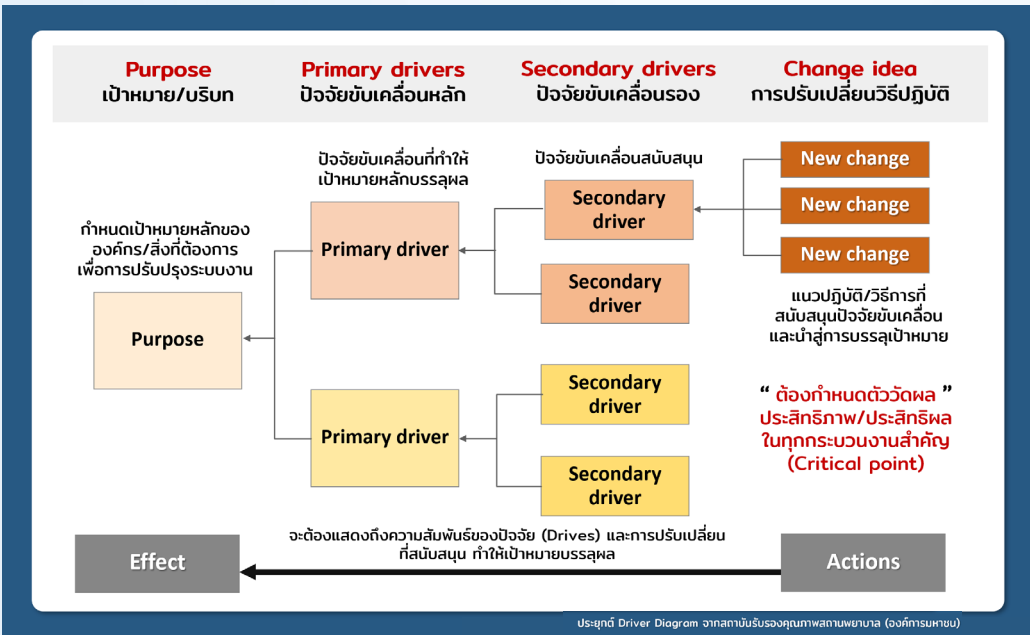 Purpose
เป้าหมาย/บริบท
Primary drivers
ปัจจัยขับเคลื่อนหลัก
Secondary drivers
ปัจจัยขับเคลื่อนรอง
Change idea
การปรับเปลี่ยนวิธีปฏิบัติ
กำหนดเป้าหมายหลักของ
องค์กร/สิ่งที่ต้องการ
เพื่อการปรับปรุงระบบงาน
Purpose
ปัจจัยขับเคลื่อนที่ทำให้
เป้าหมายหลักบรรลุผล
Primary driver
Primary driver
ปัจจัยขับเคลื่อนสนับสนุน
Secondary
driver
Secondary
driver
Secondary
driver
Secondary
driver
New change
New change
New change
แนวปฏิบัติ/วิธีการที่
สนับสนุนปัจจัยขับเคลื่อน
และนำสู่การบรรลุเป้าหมาย
“ ต้องกำหนดตัววัดผล ”
ประสิทธิภาพ/ประสิทธิผล
ในทุกกระบวนงานสำคัญ
(Critical point)
จะต้องแสดงถึงความสัมพันธ์ของปัจจัย (Drives) และการปรับเปลี่ยน
ที่สนับสนุน ทำให้เป้าหมายบรรลุผล
Effect
Actions
ประยุกต์ Driver Diagram จากสถาบันรับรองคุณภาพสถานพยาบาล (องค์การมหาชน)